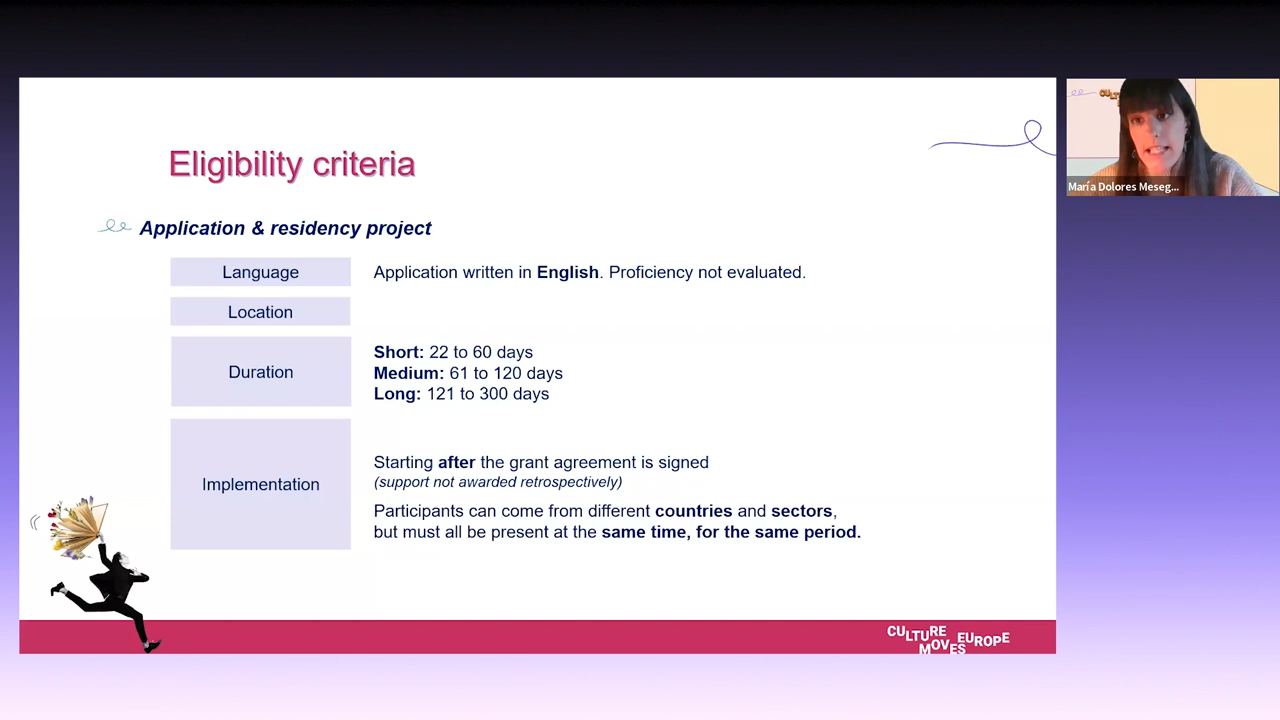 Eligibility criteria
Application & residency project
Language
Application written in English. Proficiency not evaluated.
Location
Duration
Short: 22 to 60 days
Medium: 61 to 120 days
Long: 121 to 300 days
Implementation
Starting after the grant agreement is signed
(support not awarded retrospectively)
Participants can come from different countries and sectors,
but must all be present at the same time, for the same period.
CULTURE
MOVES EUROPE
María Dolores Meseg...